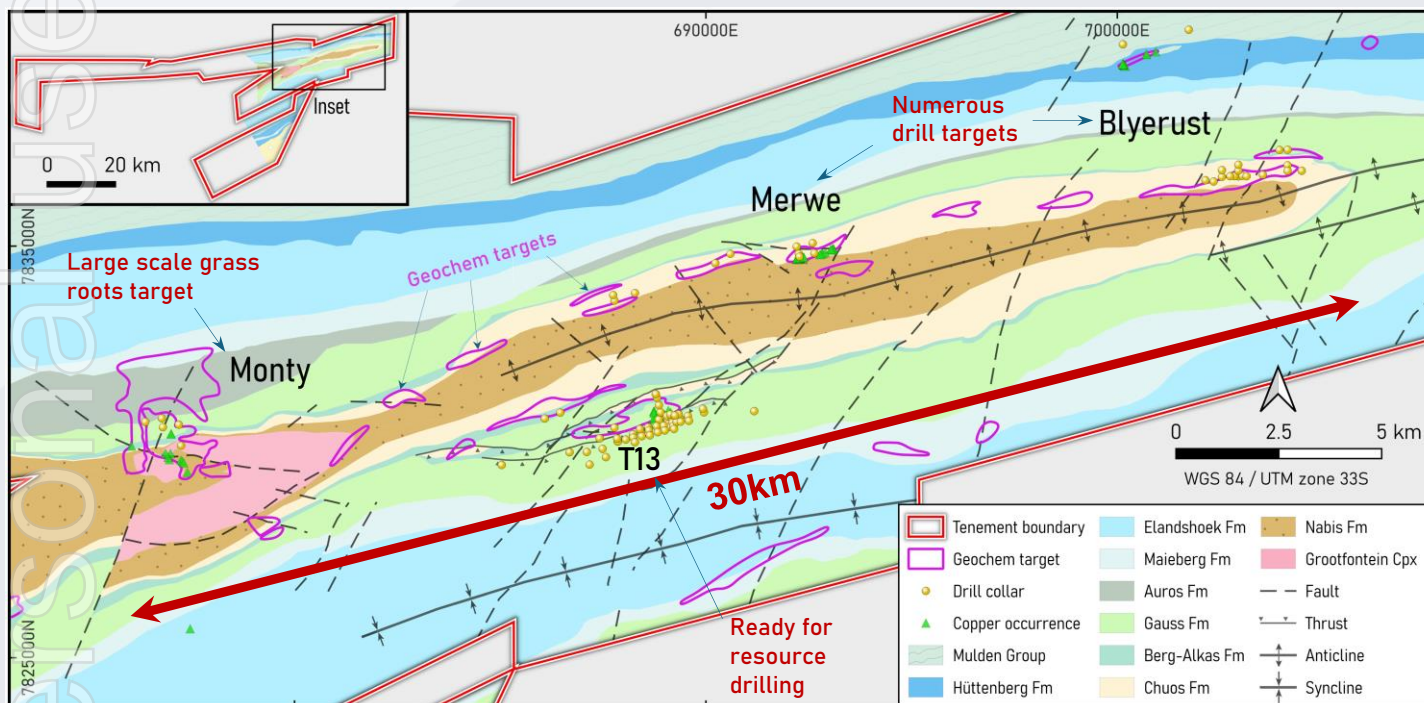 ersonal use
Inset
0 20 km
690000E
700000E
7835000N
7825000N
Numerous
drill targets
Blyerust
Merwe
Large scale grass
roots target
Geochem targets
Monty
T13
30km
Ready for
resource
drilling
0 2.5 5 km
WGS 84 / UTM zone 33S
Tenement boundary
Geochem target
Drill collar
Copper occurrence
Mulden Group
Hüttenberg Fm
Elandshoek Fm
Maieberg Fm
Auros Fm
Gauss Fm
Berg-Alkas Fm
Chuos Fm
Nabis Fm
Grootfontein Cpx
Fault
Thrust
Anticline
Syncline